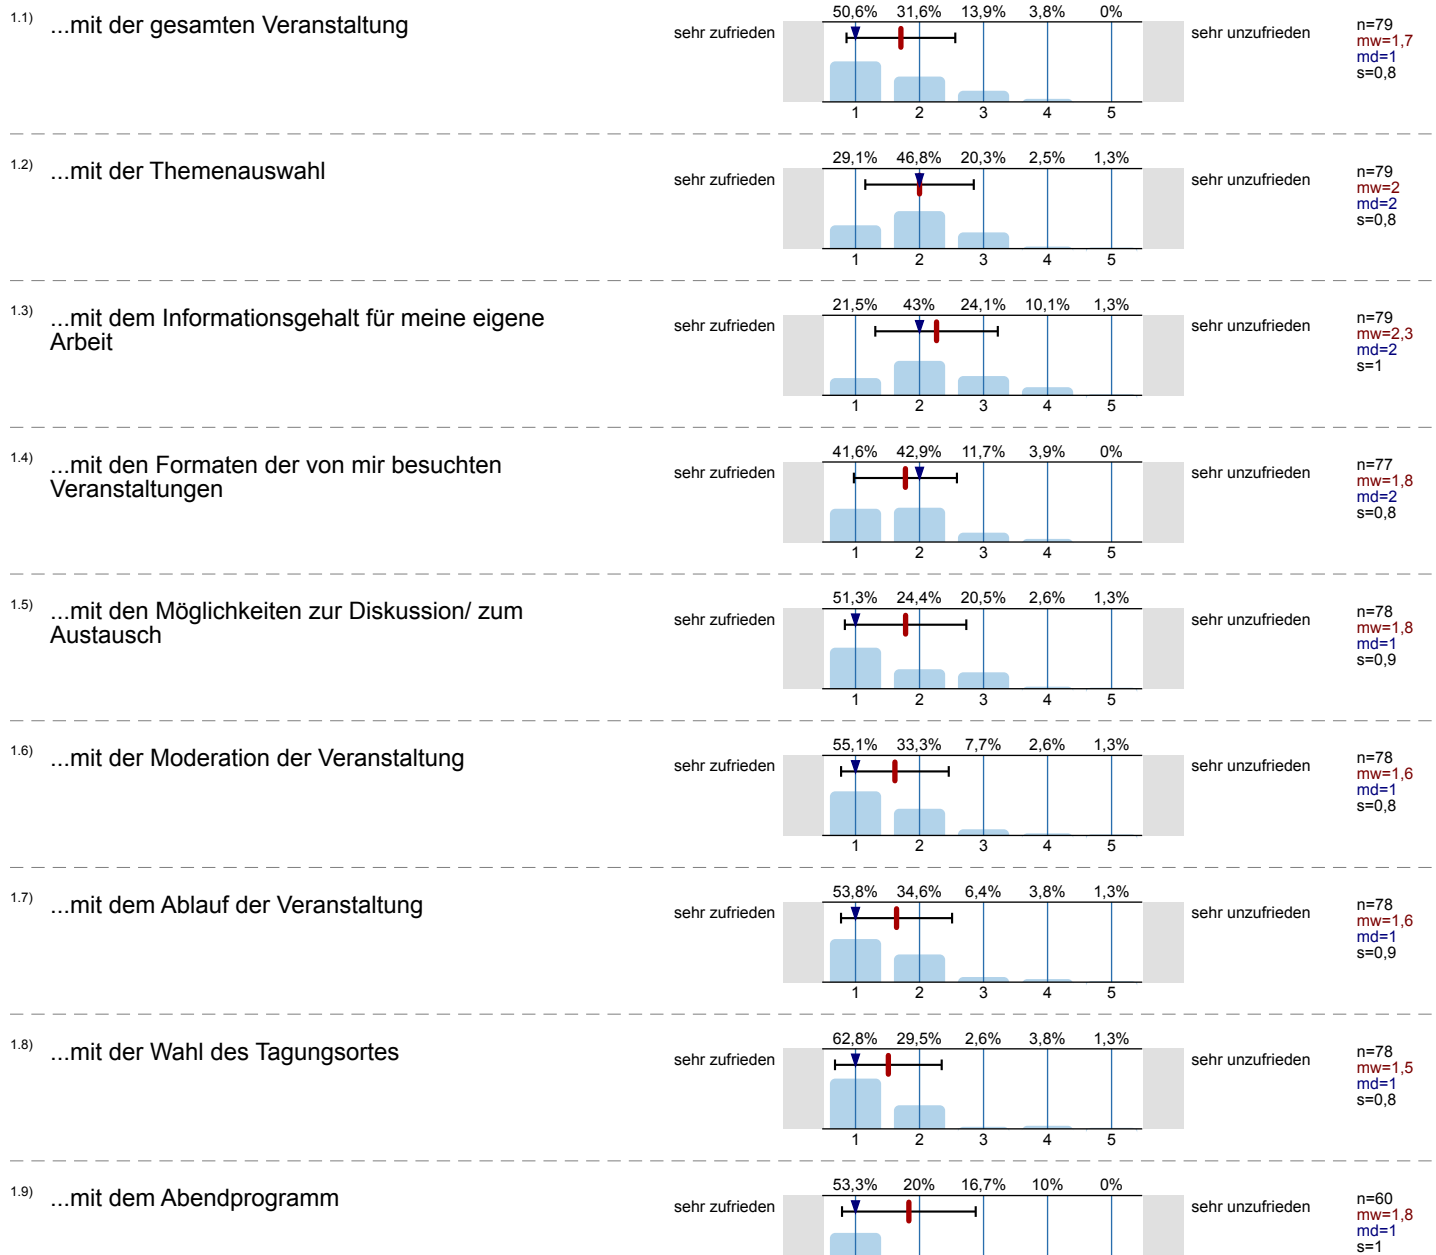 1.1) ...mit der gesamten Veranstaltung
sehr zufrieden
50,6% 31,6% 13,9% 3,8% 0%
1 2 3 4 5
sehr unzufrieden
n=79
mw=1,7
md=1
s=0,8
1.2) ...mit der Themenauswahl
sehr zufrieden
29,1% 46,8% 20,3% 2,5% 1,3%
1 2 3 4 5
sehr unzufrieden
n=79
mw=2
md=2
s=0,8
1.3) ...mit dem Informationsgehalt für meine eigene
Arbeit
sehr zufrieden
21,5% 43% 24,1% 10,1% 1,3%
1 2 3 4 5
sehr unzufrieden
n=79
mw=2,3
md=2
s=1
1.4) ...mit den Formaten der von mir besuchten
Veranstaltungen
sehr zufrieden
41,6% 42,9% 11,7% 3,9% 0%
1 2 3 4 5
sehr unzufrieden
n=77
mw=1,8
md=2
s=0,8
1.5) ...mit den Möglichkeiten zur Diskussion/ zum
Austausch
sehr zufrieden
51,3% 24,4% 20,5% 2,6% 1,3%
1 2 3 4 5
sehr unzufrieden
n=78
mw=1,8
md=1
s=0,9
1.6) ...mit der Moderation der Veranstaltung
sehr zufrieden
55,1% 33,3% 7,7% 2,6% 1,3%
1 2 3 4 5
sehr unzufrieden
n=78
mw=1,6
md=1
s=0,8
1.7) ...mit dem Ablauf der Veranstaltung
sehr zufrieden
53,8% 34,6% 6,4% 3,8% 1,3%
1 2 3 4 5
sehr unzufrieden
n=78
mw=1,6
md=1
s=0,9
1.8) ...mit der Wahl des Tagungsortes
sehr zufrieden
62,8% 29,5% 2,6% 3,8% 1,3%
1 2 3 4 5
sehr unzufrieden
n=78
mw=1,5
md=1
s=0,8
1.9) ...mit dem Abendprogramm
sehr zufrieden
53,3% 20% 16,7% 10% 0%
sehr unzufrieden
n=60
mw=1,8
md=1
s=1